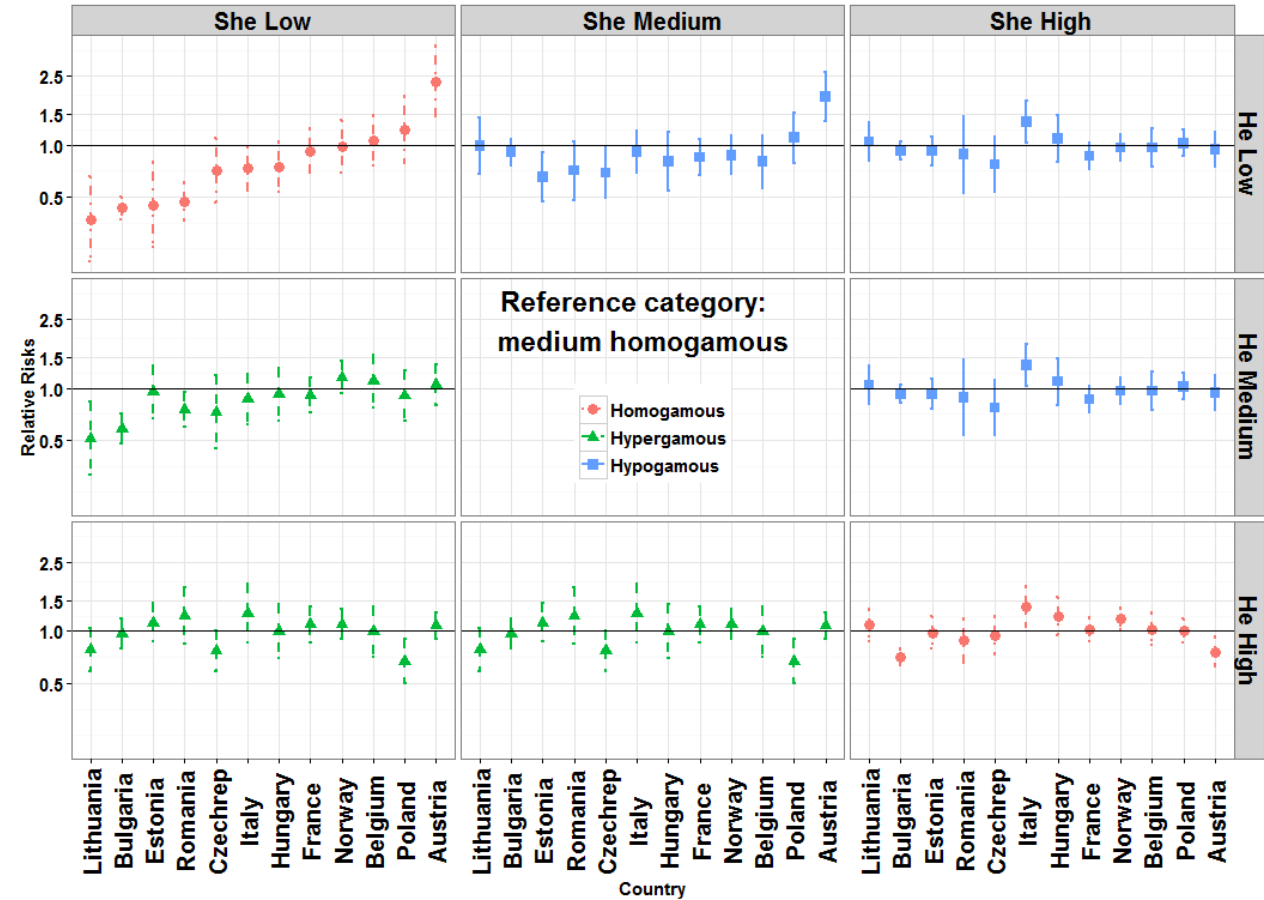 She Low
She Medium
She High
2.5
1.5
1.0
0.5
He Low
Reference category:
medium homogamous
Homogamous
Hypergamous
Hypogamous
2.5
1.5
1.0
0.5
Relative Risks
He Medium
2.5
1.5
1.0
0.5
He High
Lithuania
Bulgaria
Estonia
Romania
Czechrep
Italy
Hungary
France
Norway
Belgium
Poland
Austria
Lithuania
Bulgaria
Estonia
Romania
Czechrep
Italy
Hungary
France
Norway
Belgium
Poland
Austria
Lithuania
Bulgaria
Estonia
Romania
Czechrep
Italy
Hungary
France
Norway
Belgium
Poland
Austria
Country